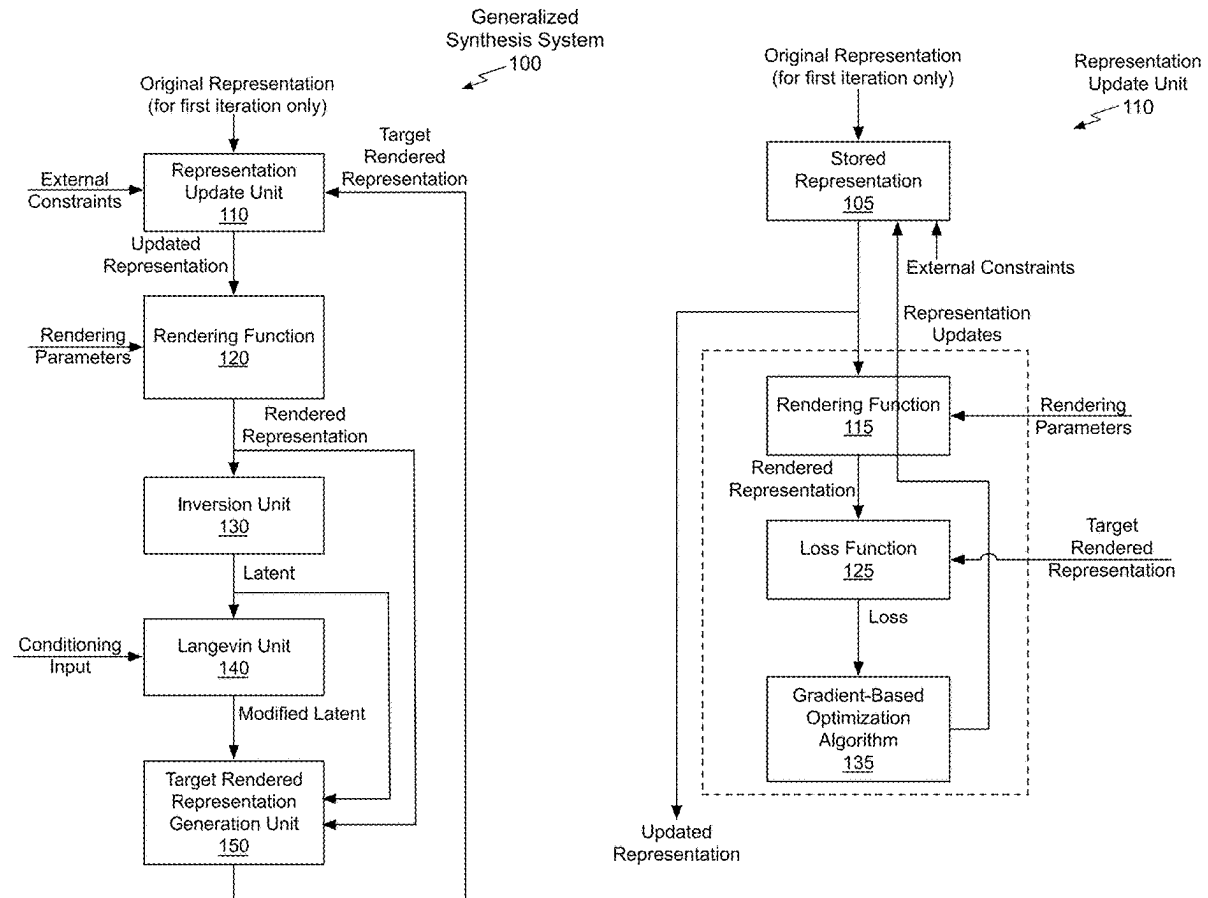 Generalized
Synthesis System
100
Original Representation
(for first iteration only)
Target
Rendered
Representation
External
Constraints
Representation
Update Unit
110
Updated
Representation
Rendering
Parameters
Rendering Function
120
Rendered
Representation
Inversion Unit
130
Latent
Conditioning
Input
Langevin Unit
140
Modified Latent
Target Rendered
Representation
Generation Unit
150
Original Representation
(for first iteration only)
Representation
Update Unit
110
Stored
Representation
105
External Constraints
Representation
Updates
Rendering Function
115
Rendering
Parameters
Rendered
Representation
Loss Function
125
Target
Rendered
Representation
Loss
Gradient-Based
Optimization
Algorithm
135
Updated
Representation